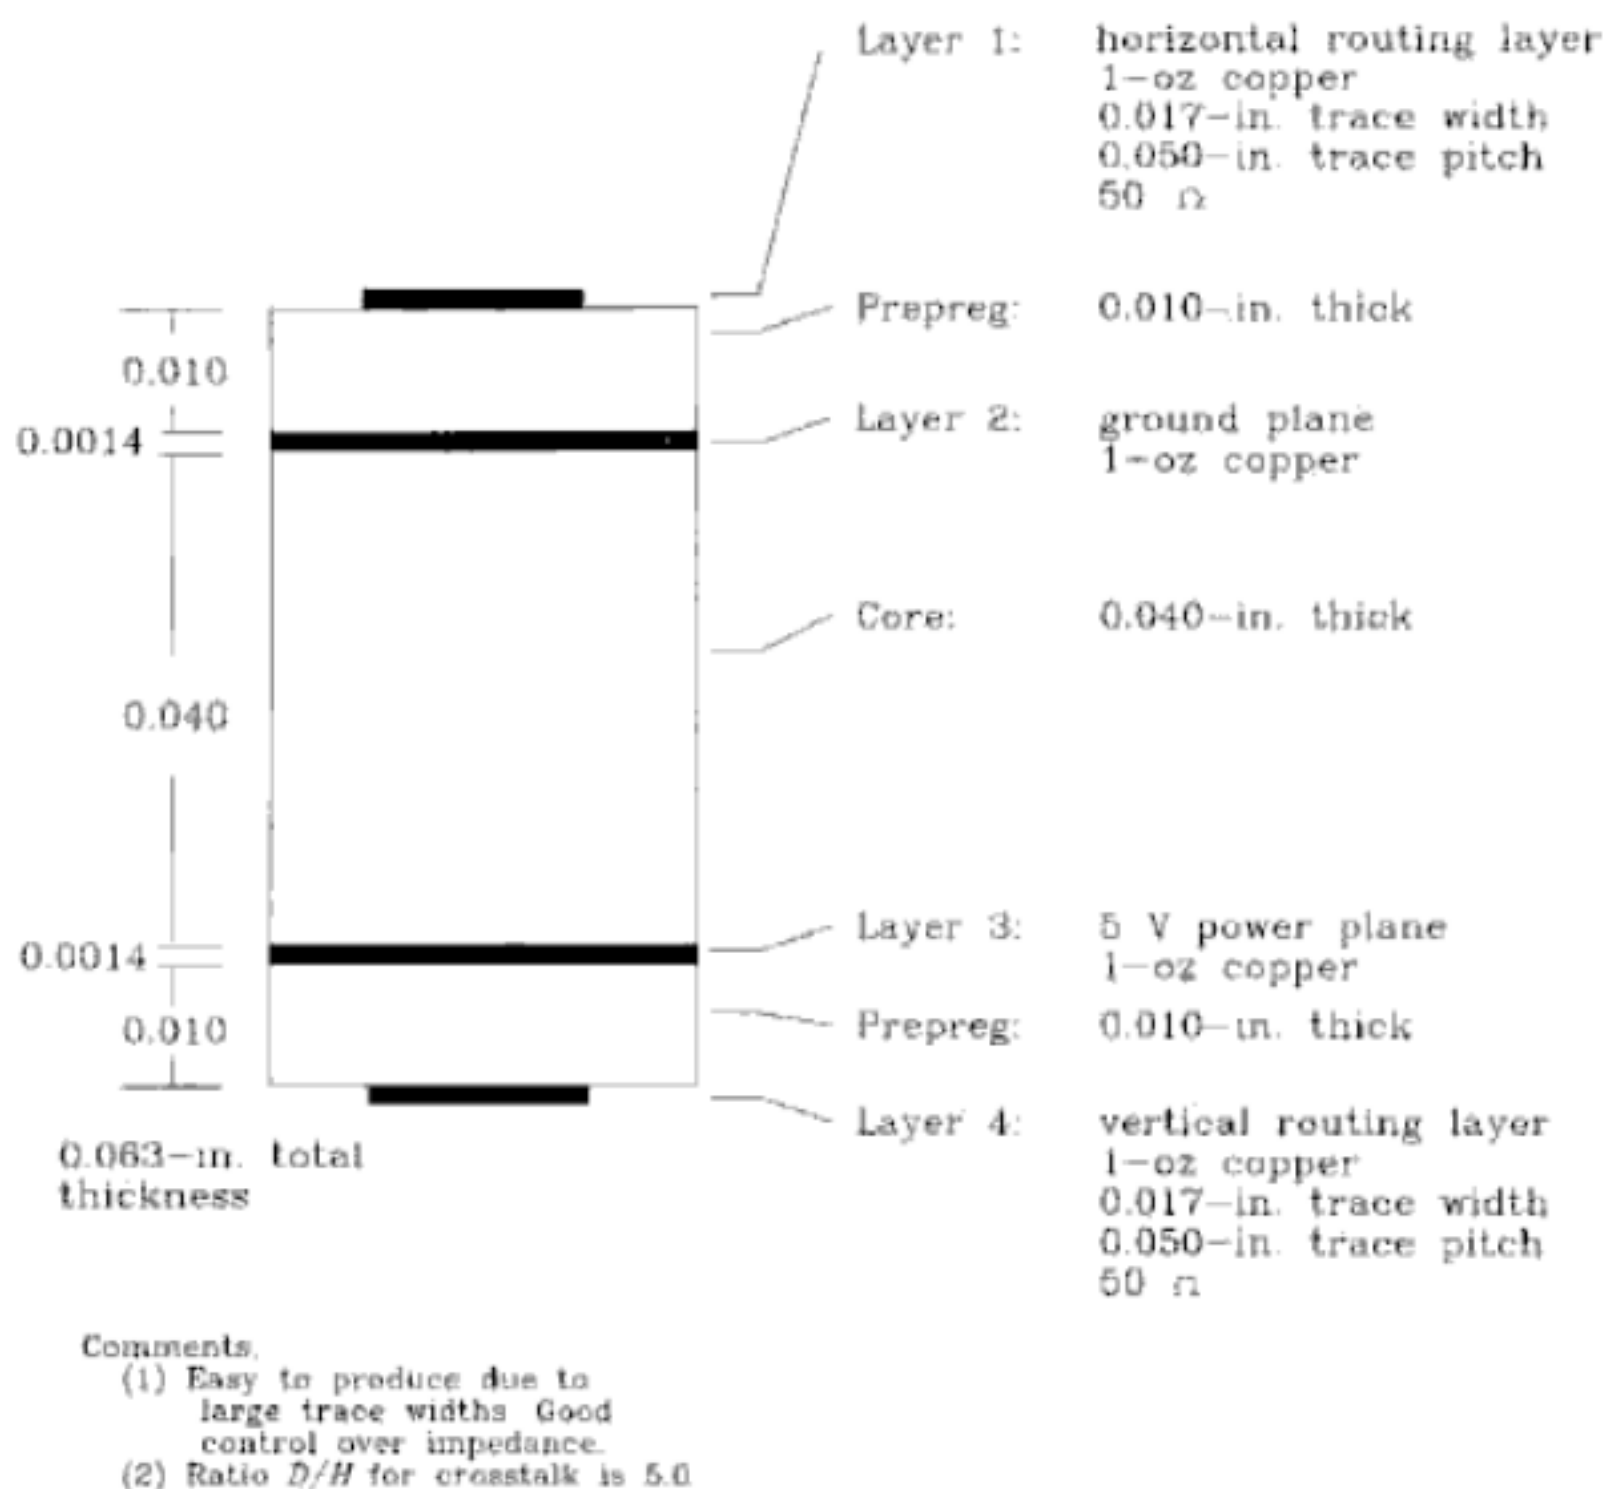 Layer 1: horizontal routing layer
1-oz copper
0.017-in. trace width
0.050-in. trace pitch
50 Ω
Prepreg: 0.010-in. thick
0.010
Layer 2: ground plane
0.0014
1-oz copper
Core: 0.040-in. thick
0.040
Layer 3: 5 V power plane
0.0014
1-oz copper
Prepreg: 0.010-in. thick
0.010
Layer 4: vertical routing layer
0.063-in. total
thickness
1-oz copper
0.017-in. trace width
0.050-in. trace pitch
50 Ω
Comments.
(1) Easy to produce due to
large trace widths Good
control over impedance.
(2) Ratio D/H for crosstalk is 5.0